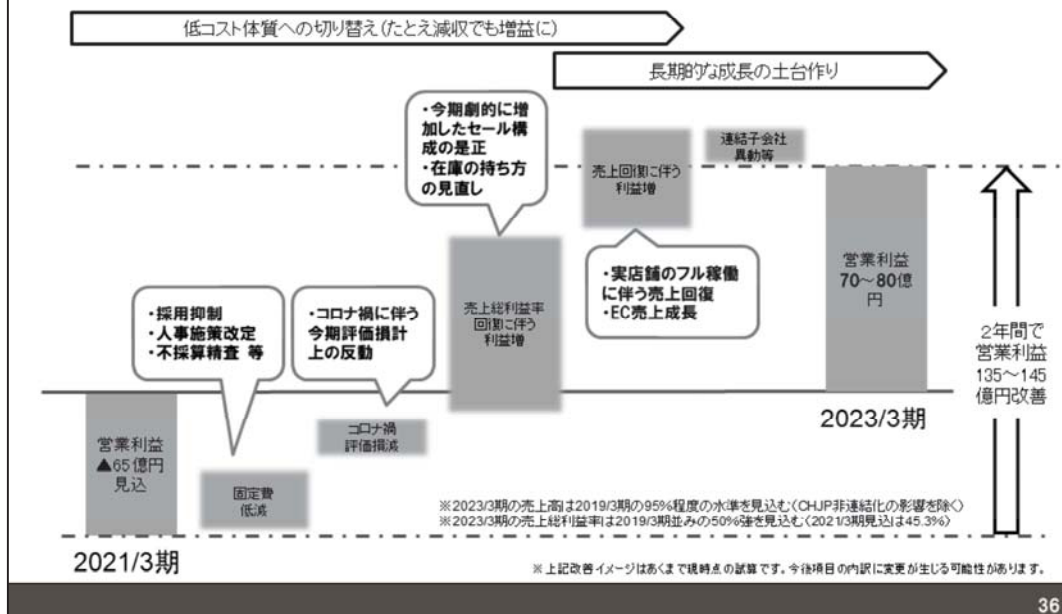 低コスト体質への切り替え(たとえ減収でも増益に)
長期的な成長の土台作り
・今期劇的に増
加したセール構
成の是正
・在庫の持ち方
の見直し
連結子会社
異動等
売上回復に伴う
利益増
・実店舗のフル稼働
に伴う売上回復
・EC売上成長
営業利益
70~80億
円
・採用抑制
・人事施策改定
・不採算精査 等
・コロナ禍に伴う
今期評価損計
上の反動
売上総利益率
回復に伴う
利益増
2年間で
営業利益
135~145
億円改善
2023/3期
営業利益
▲65億円
見込
コロナ禍
評価損減
固定費
低減
※2023/3期の売上高は2019/3期の95%程度の水準を見込む(CHJP非連結化の影響を除く)
※2023/3期の売上総利益率は2019/3期並みの50%強を見込む(2021/3期見込は45.3%)
2021/3期
※上記改善イメージはあくまで現時点の試算です。今後項目の内訳に変更が生じる可能性があります。
36